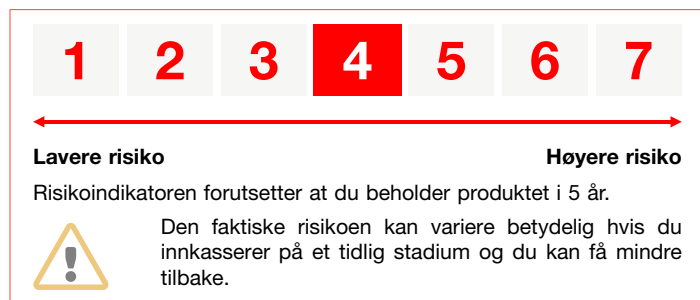 1 2 3 4 5 6 7
Lavere risiko Høyere risiko
Risikoindikatoren forutsetter at du beholder produktet i 5 år.
Den faktiske risikoen kan variere betydelig hvis du
innkasserer på et tidlig stadium og du kan få mindre
tilbake.